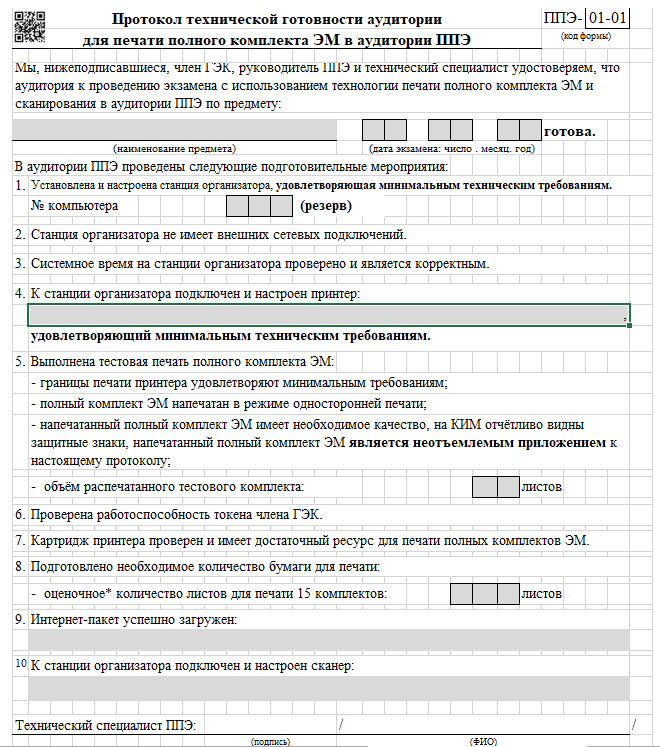 Протокол технической готовности аудитории
для печати полного комплекта ЭМ в аудитории ППЭ
ППЭ- 01-01
(код формы)
Мы, нижеподписавшиеся, член ГЭК, руководитель ППЭ и технический специалист удостоверяем, что
аудитория к проведению экзамена с использованием технологии печати полного комплекта ЭМ и
сканирования в аудитории ППЭ по предмету:
готова.
(наименование предмета) (дата экзамена: число . месяц. год)
В аудитории ППЭ проведены следующие подготовительные мероприятия:
1. Установлена и настроена станция организатора, удовлетворяющая минимальным техническим требованиям.
№ компьютера (резерв)
2. Станция организатора не имеет внешних сетевых подключений.
3. Системное время на станции организатора проверено и является корректным.
4. К станции организатора подключен и настроен принтер:
,
удовлетворяющий минимальным техническим требованиям.
5. Выполнена тестовая печать полного комплекта ЭМ:
- границы печати принтера удовлетворяют минимальным требованиям;
- полный комплект ЭМ напечатан в режиме односторонней печати;
- напечатанный полный комплект ЭМ имеет необходимое качество, на КИМ отчётливо видны
защитные знаки, напечатанный полный комплект ЭМ является неотъемлемым приложением к
настоящему протоколу;
- объём распечатанного тестового комплекта: листов
6. Проверена работоспособность токена члена ГЭК.
7. Картридж принтера проверен и имеет достаточный ресурс для печати полных комплектов ЭМ.
8. Подготовлено необходимое количество бумаги для печати:
- оценочное* количество листов для печати 15 комплектов: листов
9. Интернет-пакет успешно загружен:
10 К станции организатора подключен и настроен сканер:
Технический специалист ППЭ: / /
(подпись) (ФИО)